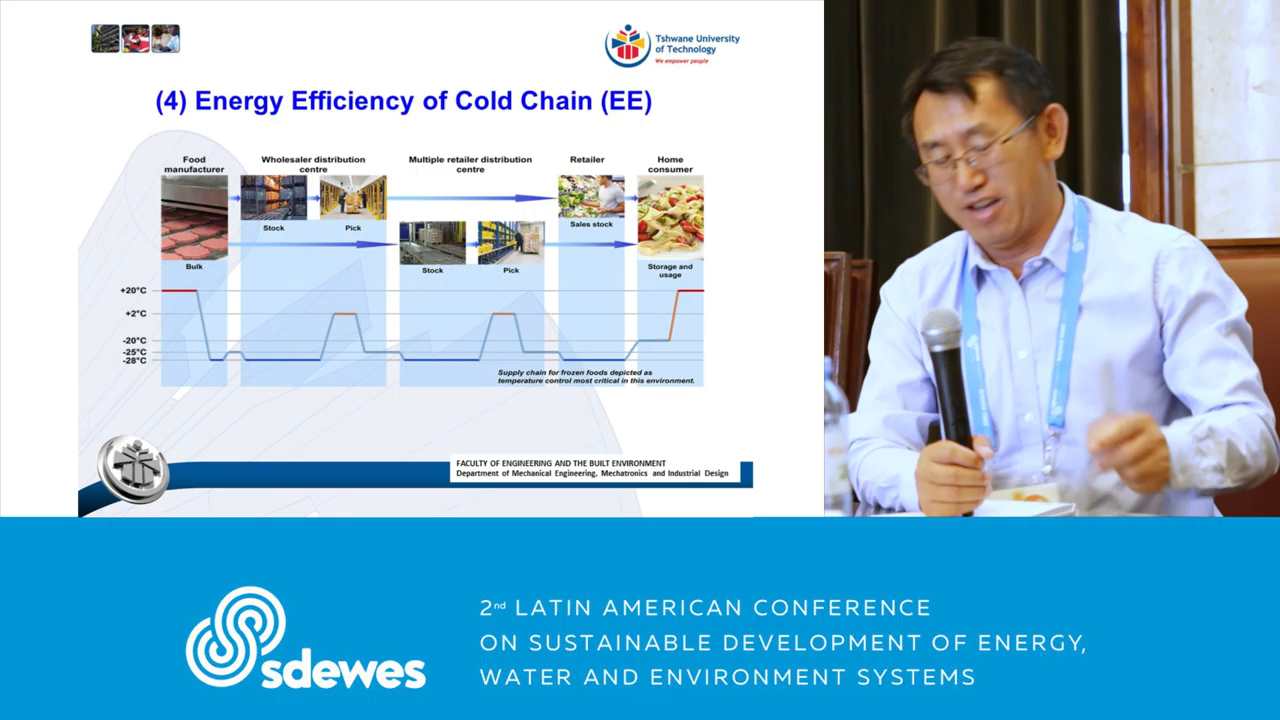 Tshwane University
of Technology
We empower people
(4) Energy Efficiency of Cold Chain (EE)
Food
manufacturer
Wholesaler distribution
centre
Multiple retailer distribution
centre
Retailer
Home
consumer
Stock
Pick
Sales stock
Bulk
Stock
Pick
Storage and
usage
+20°C
+2°C
-20°C
-25°C
-28°C
Supply chain for frozen foods depicted as
temperature control most critical in this environment.
FACULTY OF ENGINEERING AND THE BUILT ENVIRONMENT
Department of Mechanical Engineering, Mechatronics and Industrial Design
sdewes
2nd LATIN AMERICAN CONFERENCE
ON SUSTAINABLE DEVELOPMENT OF ENERGY,
WATER AND ENVIRONMENT SYSTEMS